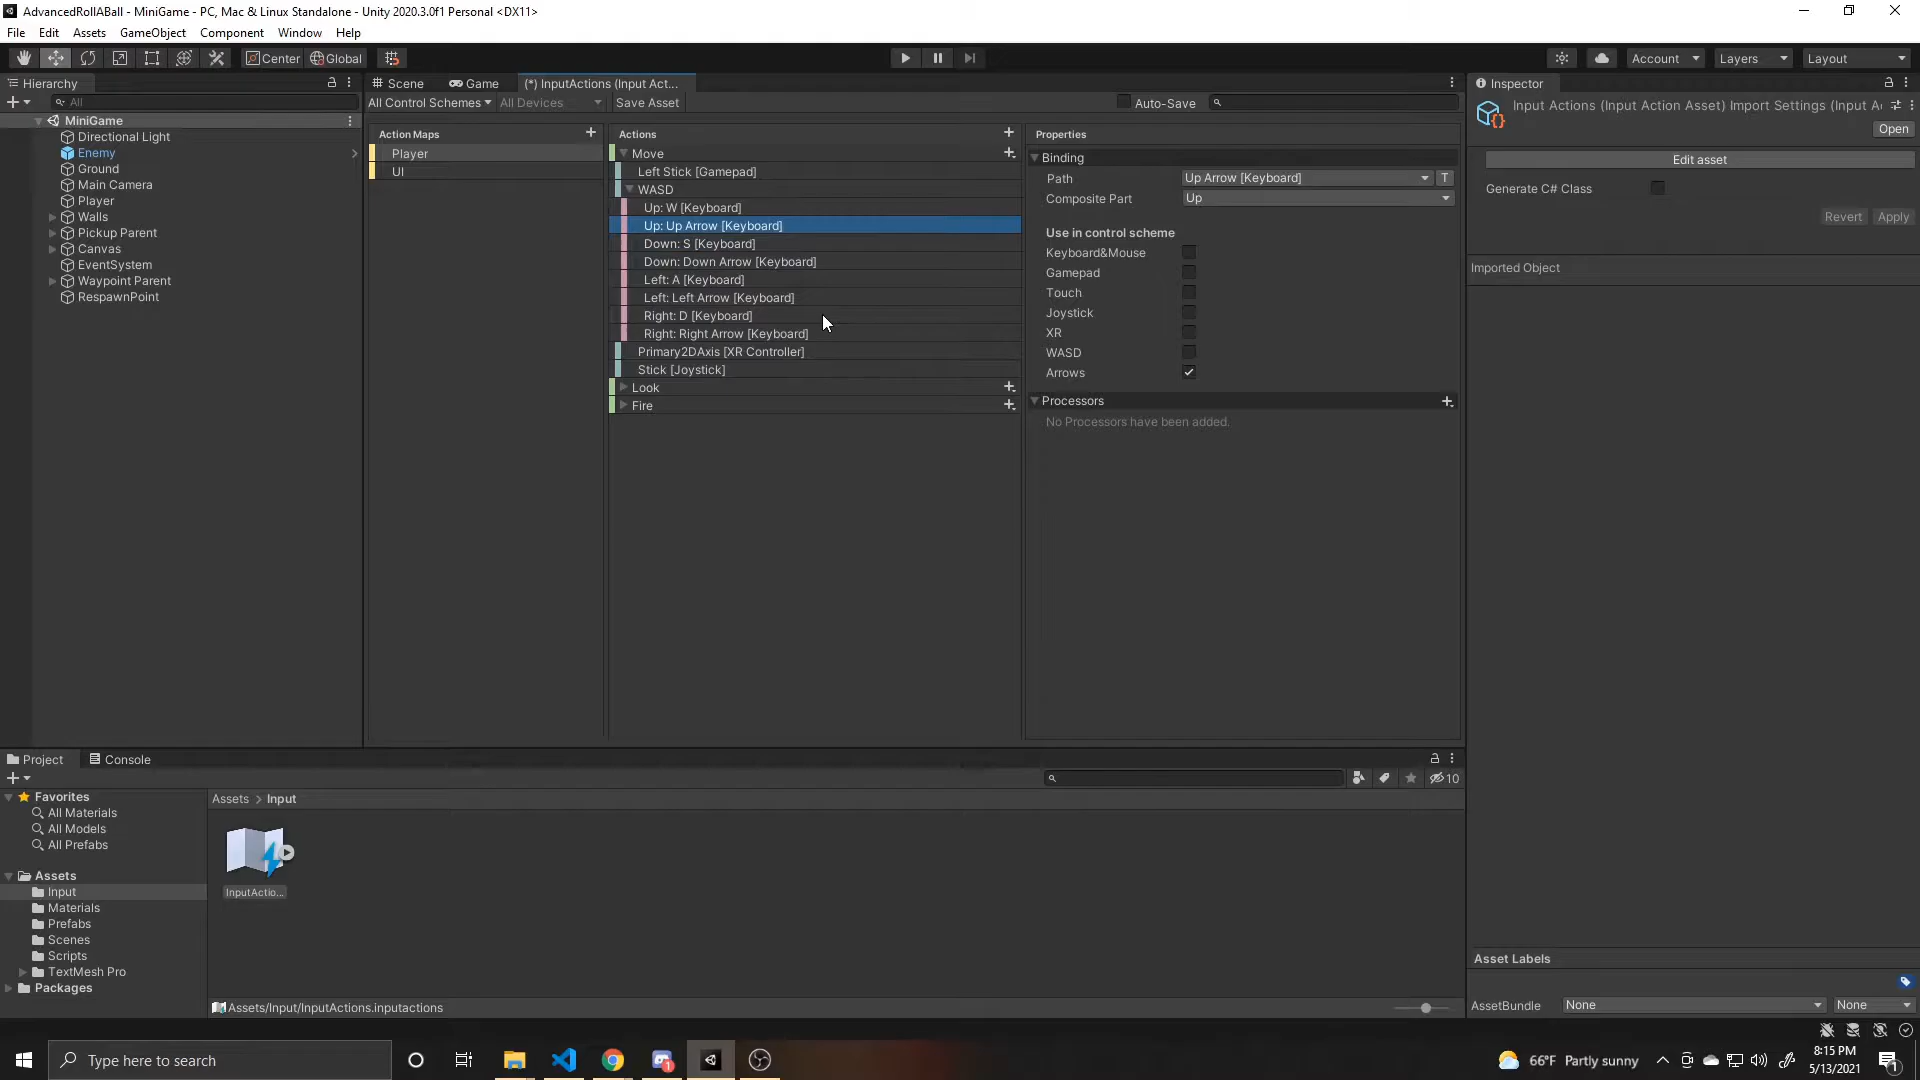 AdvancedRollABall - MiniGame - PC, Mac & Linux Standalone - Unity 2020.3.0f1 Personal <DX11>
File Edit Assets GameObject Component Window Help
Center Global Account Layers Layout
Hierarchy
All
MiniGame
Directional Light
Enemy
Ground
Main Camera
Player
Walls
Pickup Parent
Canvas
EventSystem
Waypoint Parent
RespawnPoint
Scene Game (*) InputActions (Input Act...
All Control Schemes All Devices Save Asset Auto-Save
Action Maps
Player
UI
Actions
Move
Left Stick [Gamepad]
WASD
Up: W [Keyboard]
Up: Up Arrow [Keyboard]
Down: S [Keyboard]
Down: Down Arrow [Keyboard]
Left: A [Keyboard]
Left: Left Arrow [Keyboard]
Right: D [Keyboard]
Right: Right Arrow [Keyboard]
Primary2DAxis [XR Controller]
Stick [Joystick]
Look
Fire
Properties
Binding
Path Up Arrow [Keyboard] T
Composite Part Up
Use in control scheme
Keyboard&Mouse
Gamepad
Touch
Joystick
XR
WASD
Arrows
Processors
No Processors have been added.
Inspector
Input Actions (Input Action Asset) Import Settings (Input A
Open
Edit asset
Generate C# Class
Revert Apply
Imported Object
Asset Labels
AssetBundle None None
Project Console
10
Favorites
All Materials
All Models
All Prefabs
Assets
Input
Materials
Prefabs
Scenes
Scripts
TextMesh Pro
Packages
Assets > Input
InputActio...
Assets/Input/InputActions.inputactions
Type here to search
1
66°F Partly sunny
8:15 PM
5/13/2021
1